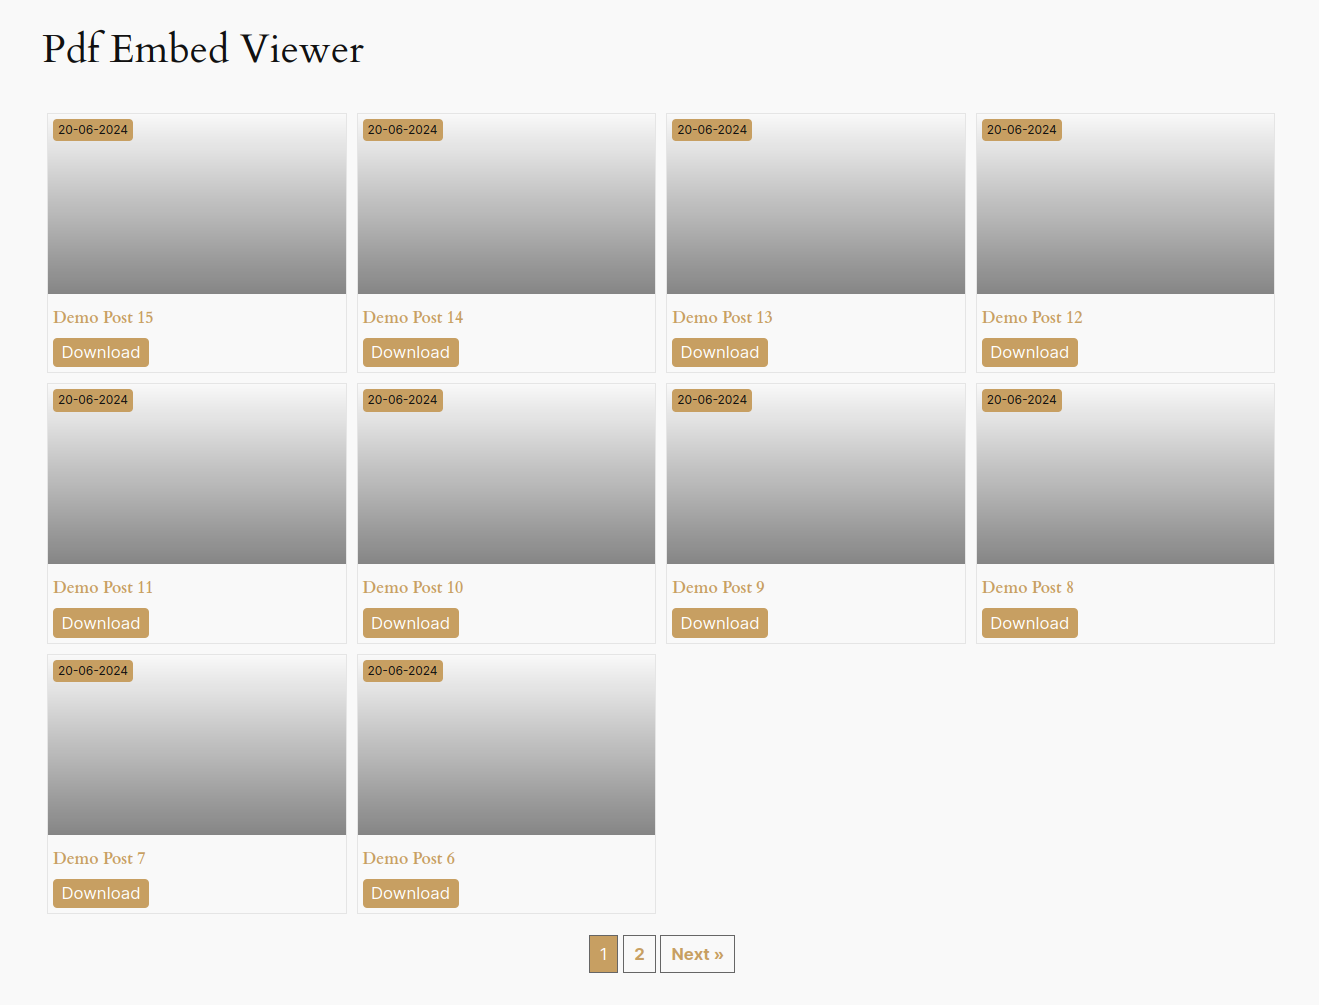 Pdf Embed Viewer
20-06-2024
20-06-2024
20-06-2024
20-06-2024
Demo Post 15
Demo Post 14
Demo Post 13
Demo Post 12
Download
Download
Download
Download
20-06-2024
20-06-2024
20-06-2024
20-06-2024
Demo Post 11
Demo Post 10
Demo Post 9
Demo Post 8
Download
Download
Download
Download
20-06-2024
20-06-2024
Demo Post 7
Demo Post 6
Download
Download
1 2 Next »